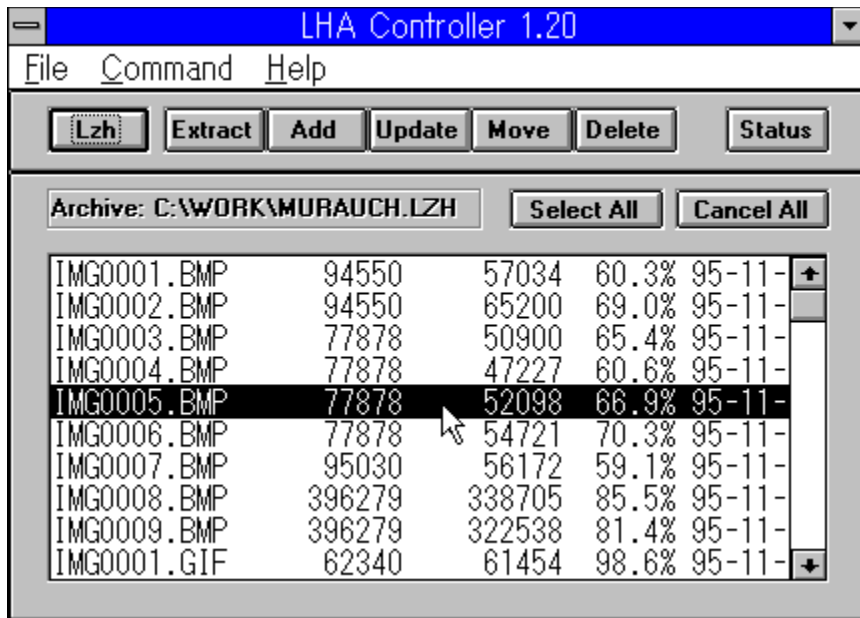 LHA Controller 1.20
File Command Help
Lzh Extract Add Update Move Delete Status
Archive: C:\WORK\MURAUCH.LZH Select All Cancel All
IMG0001.BMP 94550 57034 60.3% 95-11-
IMG0002.BMP 94550 65200 69.0% 95-11-
IMG0003.BMP 77878 50900 65.4% 95-11-
IMG0004.BMP 77878 47227 60.6% 95-11-
IMG0005.BMP 77878 52098 66.9% 95-11-
IMG0006.BMP 77878 54721 70.3% 95-11-
IMG0007.BMP 95030 56172 59.1% 95-11-
IMG0008.BMP 396279 338705 85.5% 95-11-
IMG0009.BMP 396279 322538 81.4% 95-11-
IMG0001.GIF 62340 61454 98.6% 95-11-